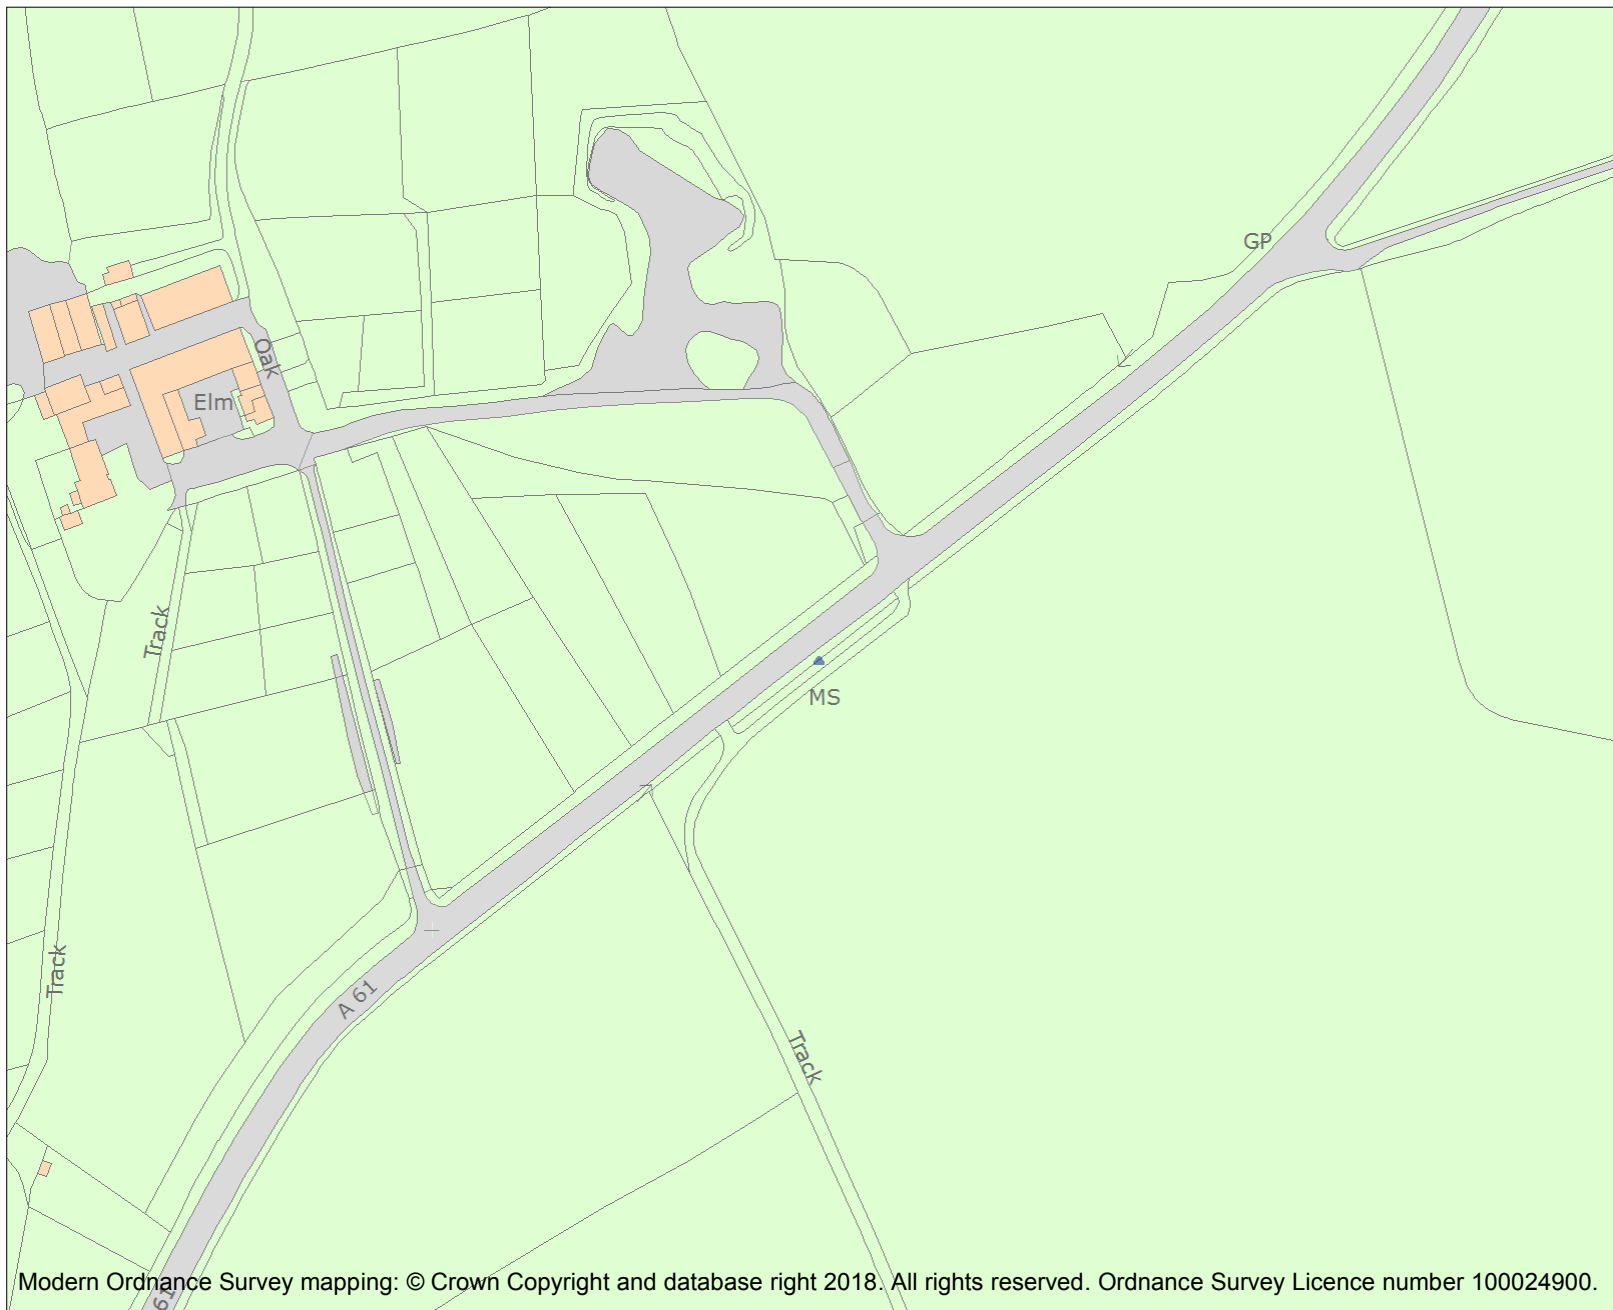 GP
Oak
Elm
Track
MS
Track
A 61
Track
Modern Ordnance Survey mapping: © Crown Copyright and database right 2018. All rights reserved. Ordnance Survey Licence number 100024900.
61